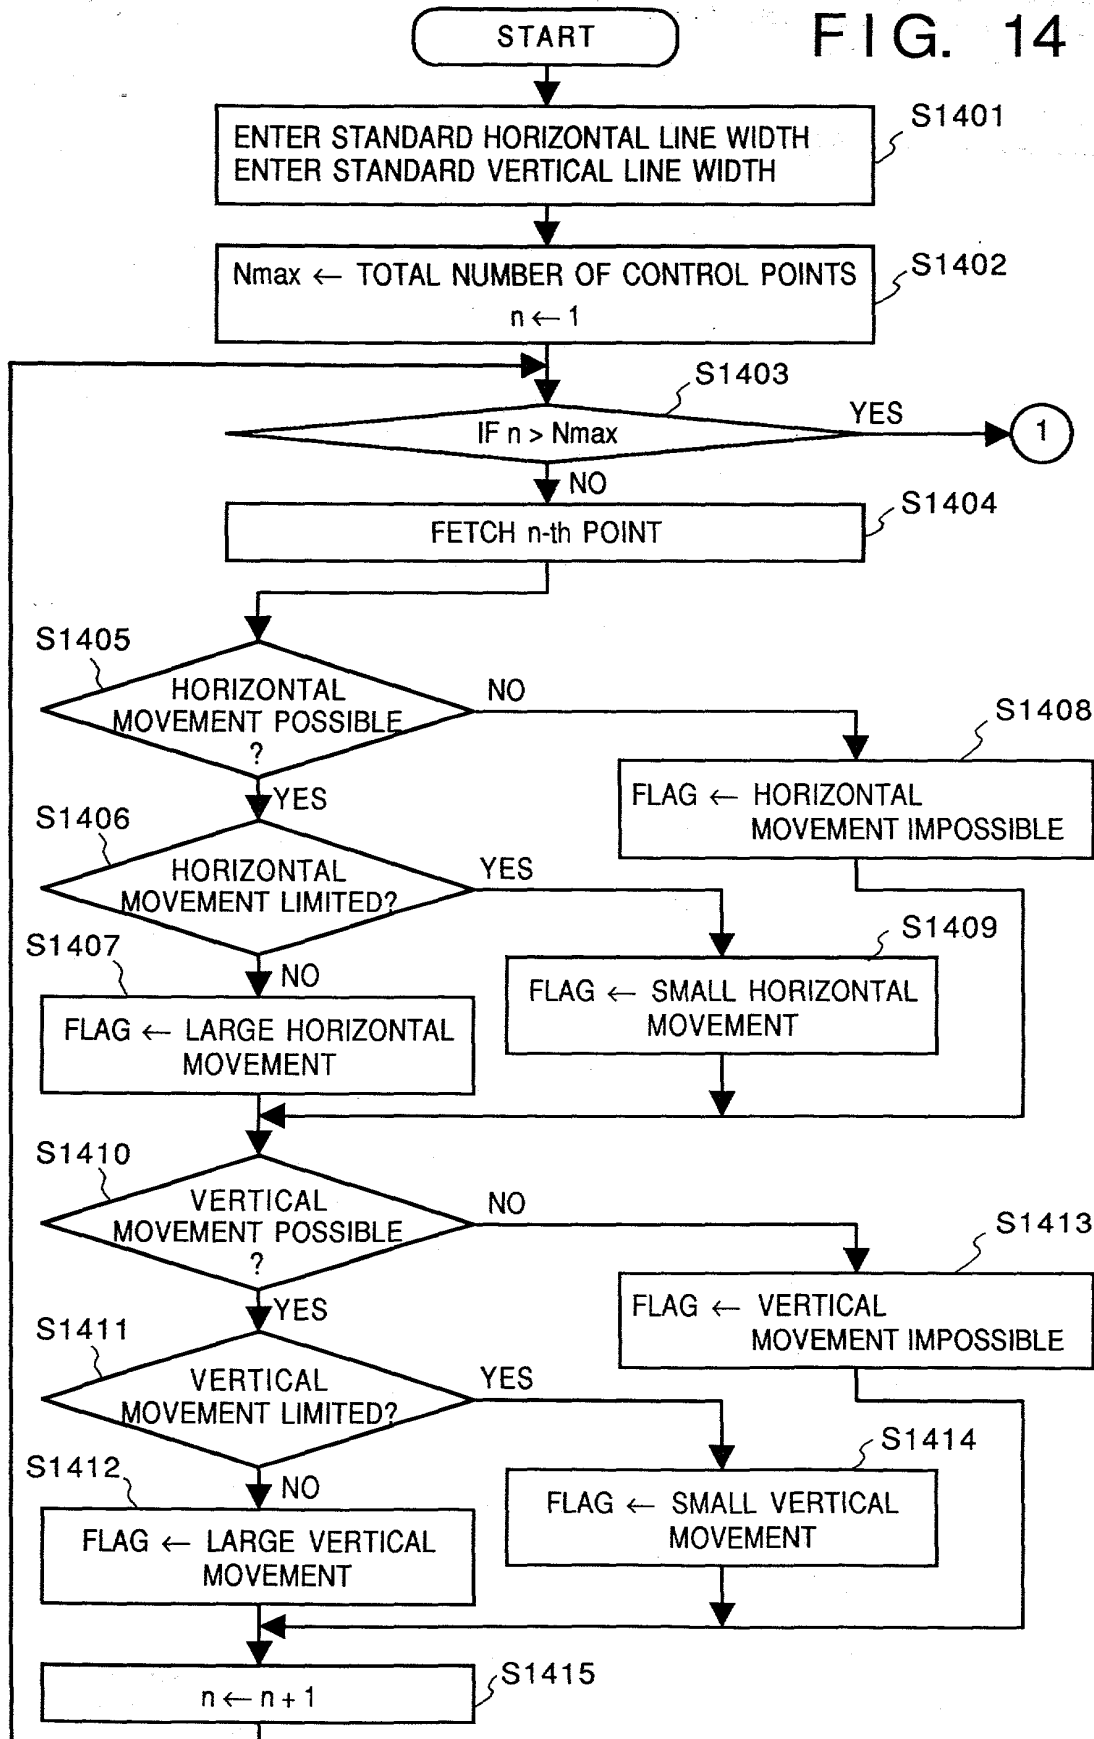 START
FIG. 14
S1401
ENTER STANDARD HORIZONTAL LINE WIDTH
ENTER STANDARD VERTICAL LINE WIDTH
S1402
Nmax ← TOTAL NUMBER OF CONTROL POINTS
n ← 1
S1403
IF n > Nmax
YES
1
NO
S1404
FETCH n-th POINT
S1405
HORIZONTAL
MOVEMENT POSSIBLE
?
NO
S1408
FLAG ← HORIZONTAL
MOVEMENT IMPOSSIBLE
YES
S1406
HORIZONTAL
MOVEMENT LIMITED?
YES
S1409
FLAG ← SMALL HORIZONTAL
MOVEMENT
S1407
NO
FLAG ← LARGE HORIZONTAL
MOVEMENT
S1410
VERTICAL
MOVEMENT POSSIBLE
?
NO
S1413
FLAG ← VERTICAL
MOVEMENT IMPOSSIBLE
YES
S1411
VERTICAL
MOVEMENT LIMITED?
YES
S1414
FLAG ← SMALL VERTICAL
MOVEMENT
S1412
NO
FLAG ← LARGE VERTICAL
MOVEMENT
S1415
n ← n + 1